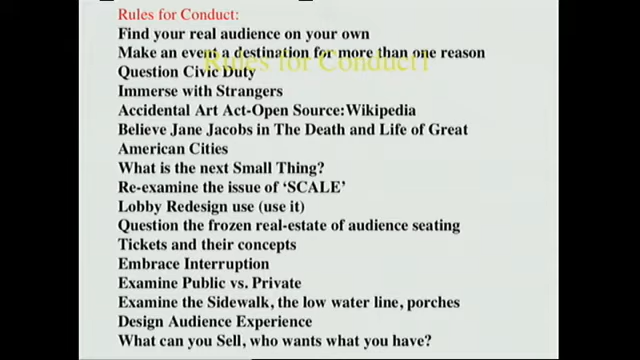 Rules for Conduct:
Find your real audience on your own
Make an event a destination for more than one reason
Rules for Conduct1
Question Civic Duty
Immerse with Strangers
Accidental Art Act-Open Source:Wikipedia
Believe Jane Jacobs in The Death and Life of Great
American Cities
What is the next Small Thing?
Re-examine the issue of ‘SCALE’
Lobby Redesign use (use it)
Question the frozen real-estate of audience seating
Tickets and their concepts
Embrace Interruption
Examine Public vs. Private
Examine the Sidewalk, the low water line, porches
Design Audience Experience
What can you Sell, who wants what you have?